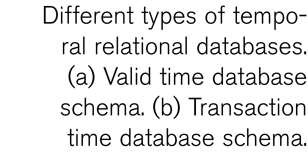 Different types of tempo-
ral relational databases.
(a) Valid time database
schema. (b) Transaction
time database schema.